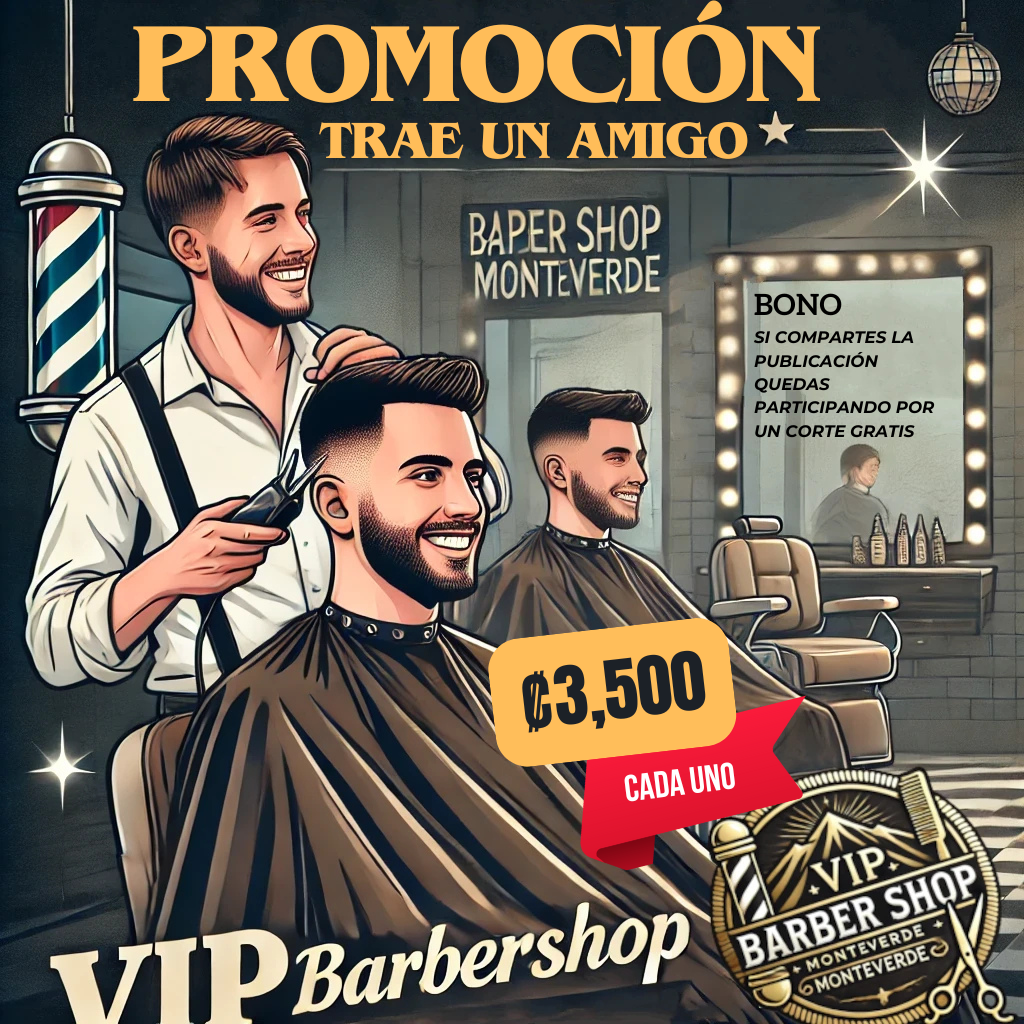 PROMOCIÓN
TRAE UN AMIGO
BAPER SHOP
MONTEVERDE
BONO
SI COMPARTES LA
PUBLICACIÓN
QUEDAS
PARTICIPANDO POR
UN CORTE GRATIS
₡3,500
CADA UNO
VIP
BARBER SHOP
MONTEVERDE
MONTEVERDE
VIP Barbershop